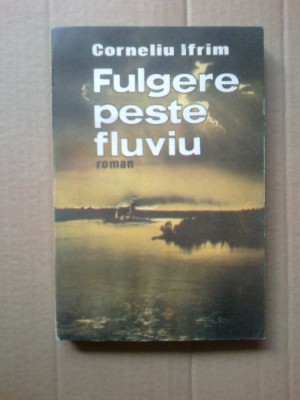 Corneliu Ifrim
Fulgere
peste
fluviu
roman